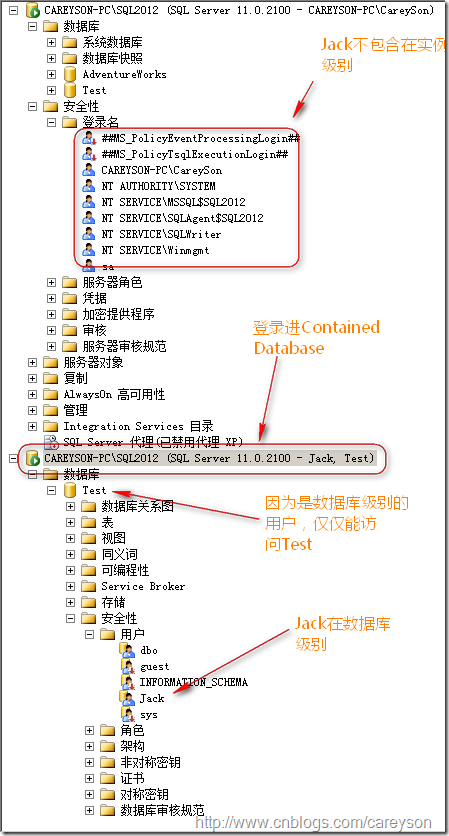 CAREYSON-PC\SQL2012 (SQL Server 11.0.2100 - CAREYSON-PC\CareySon)
数据库
系统数据库
数据库快照
AdventureWorks
Test
Jack不包含在实例
级别
安全性
登录名
##MS_PolicyEventProcessingLogin##
##MS_PolicyTsqlExecutionLogin##
CAREYSON-PC\CareySon
NT AUTHORITY\SYSTEM
NT SERVICE\MSSQL$SQL2012
NT SERVICE\SQLAgent$SQL2012
NT SERVICE\SQLWriter
NT SERVICE\Winmgmt
sa
服务器角色
凭据
加密提供程序
审核
服务器审核规范
登录进Contained
Database
服务器对象
复制
AlwaysOn 高可用性
管理
Integration Services 目录
SQL Server 代理(已禁用代理 XP)
CAREYSON-PC\SQL2012 (SQL Server 11.0.2100 - Jack, Test)
数据库
Test
因为是数据库级别的
用户，仅仅能访
问Test
数据库关系图
表
视图
同义词
可编程性
Service Broker
存储
安全性
用户
Jack在数据库
级别
dbo
guest
INFORMATION_SCHEMA
Jack
sys
角色
架构
非对称密钥
证书
对称密钥
数据库审核规范
http://www.cnblogs.com/careyson